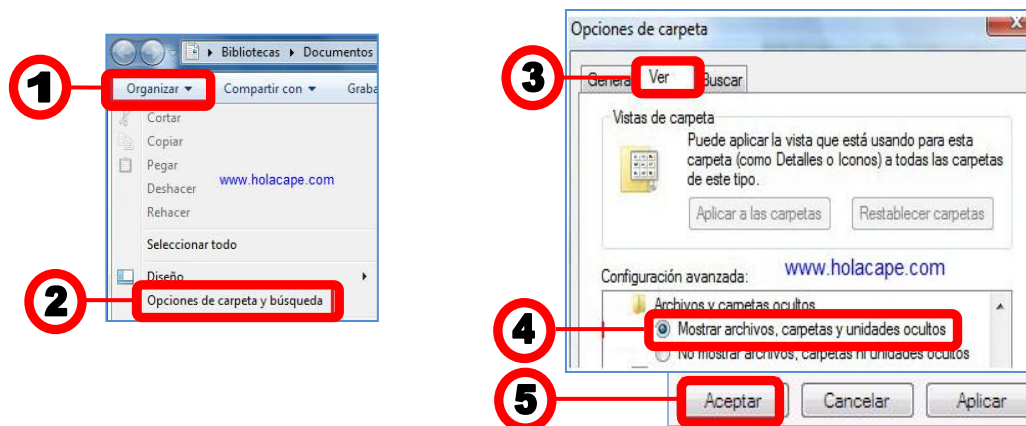 1
Bibliotecas Documentos
Organizar Compartir con Graba
Cortar
Copiar
Pegar
Deshacer
www.holacape.com
Rehacer
Seleccionar todo
Diseño
2
Opciones de carpeta y búsqueda
Opciones de carpeta
X
3
Genera Ver Buscar
Vistas de carpeta
Puede aplicar la vista que está usando para esta
carpeta (como Detalles o Iconos) a todas las carpetas
de este tipo.
Aplicar a las carpetas Restablecer carpetas
www.holacape.com
Configuración avanzada:
Archivos y carpetas ocultos
4
Mostrar archivos, carpetas y unidades ocultos
No mostrar archivos, carpetas ni unidades ocultos
5
Aceptar Cancelar Aplicar